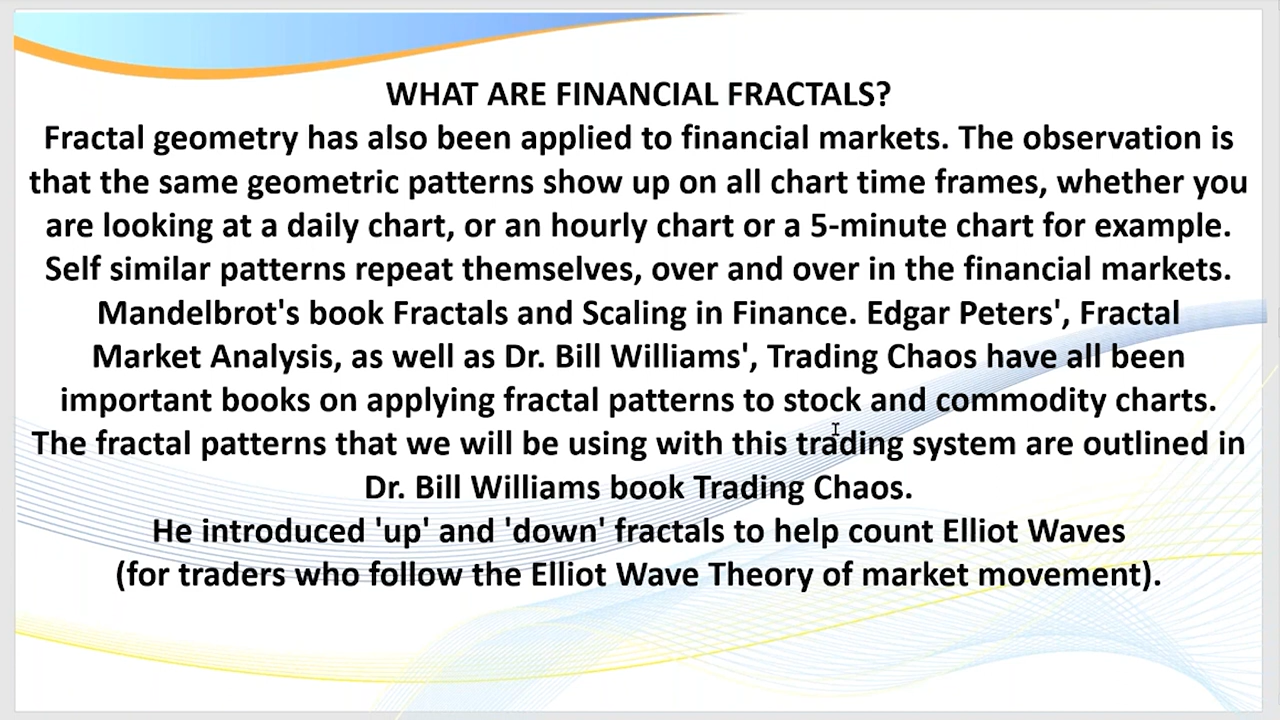 WHAT ARE FINANCIAL FRACTALS?
Fractal geometry has also been applied to financial markets. The observation is
that the same geometric patterns show up on all chart time frames, whether you
are looking at a daily chart, or an hourly chart or a 5-minute chart for example.
Self similar patterns repeat themselves, over and over in the financial markets.
Mandelbrot's book Fractals and Scaling in Finance. Edgar Peters', Fractal
Market Analysis, as well as Dr. Bill Williams', Trading Chaos have all been
important books on applying fractal patterns to stock and commodity charts.
The fractal patterns that we will be using with this trading system are outlined in
Dr. Bill Williams book Trading Chaos.
He introduced 'up' and 'down' fractals to help count Elliot Waves
(for traders who follow the Elliot Wave Theory of market movement).